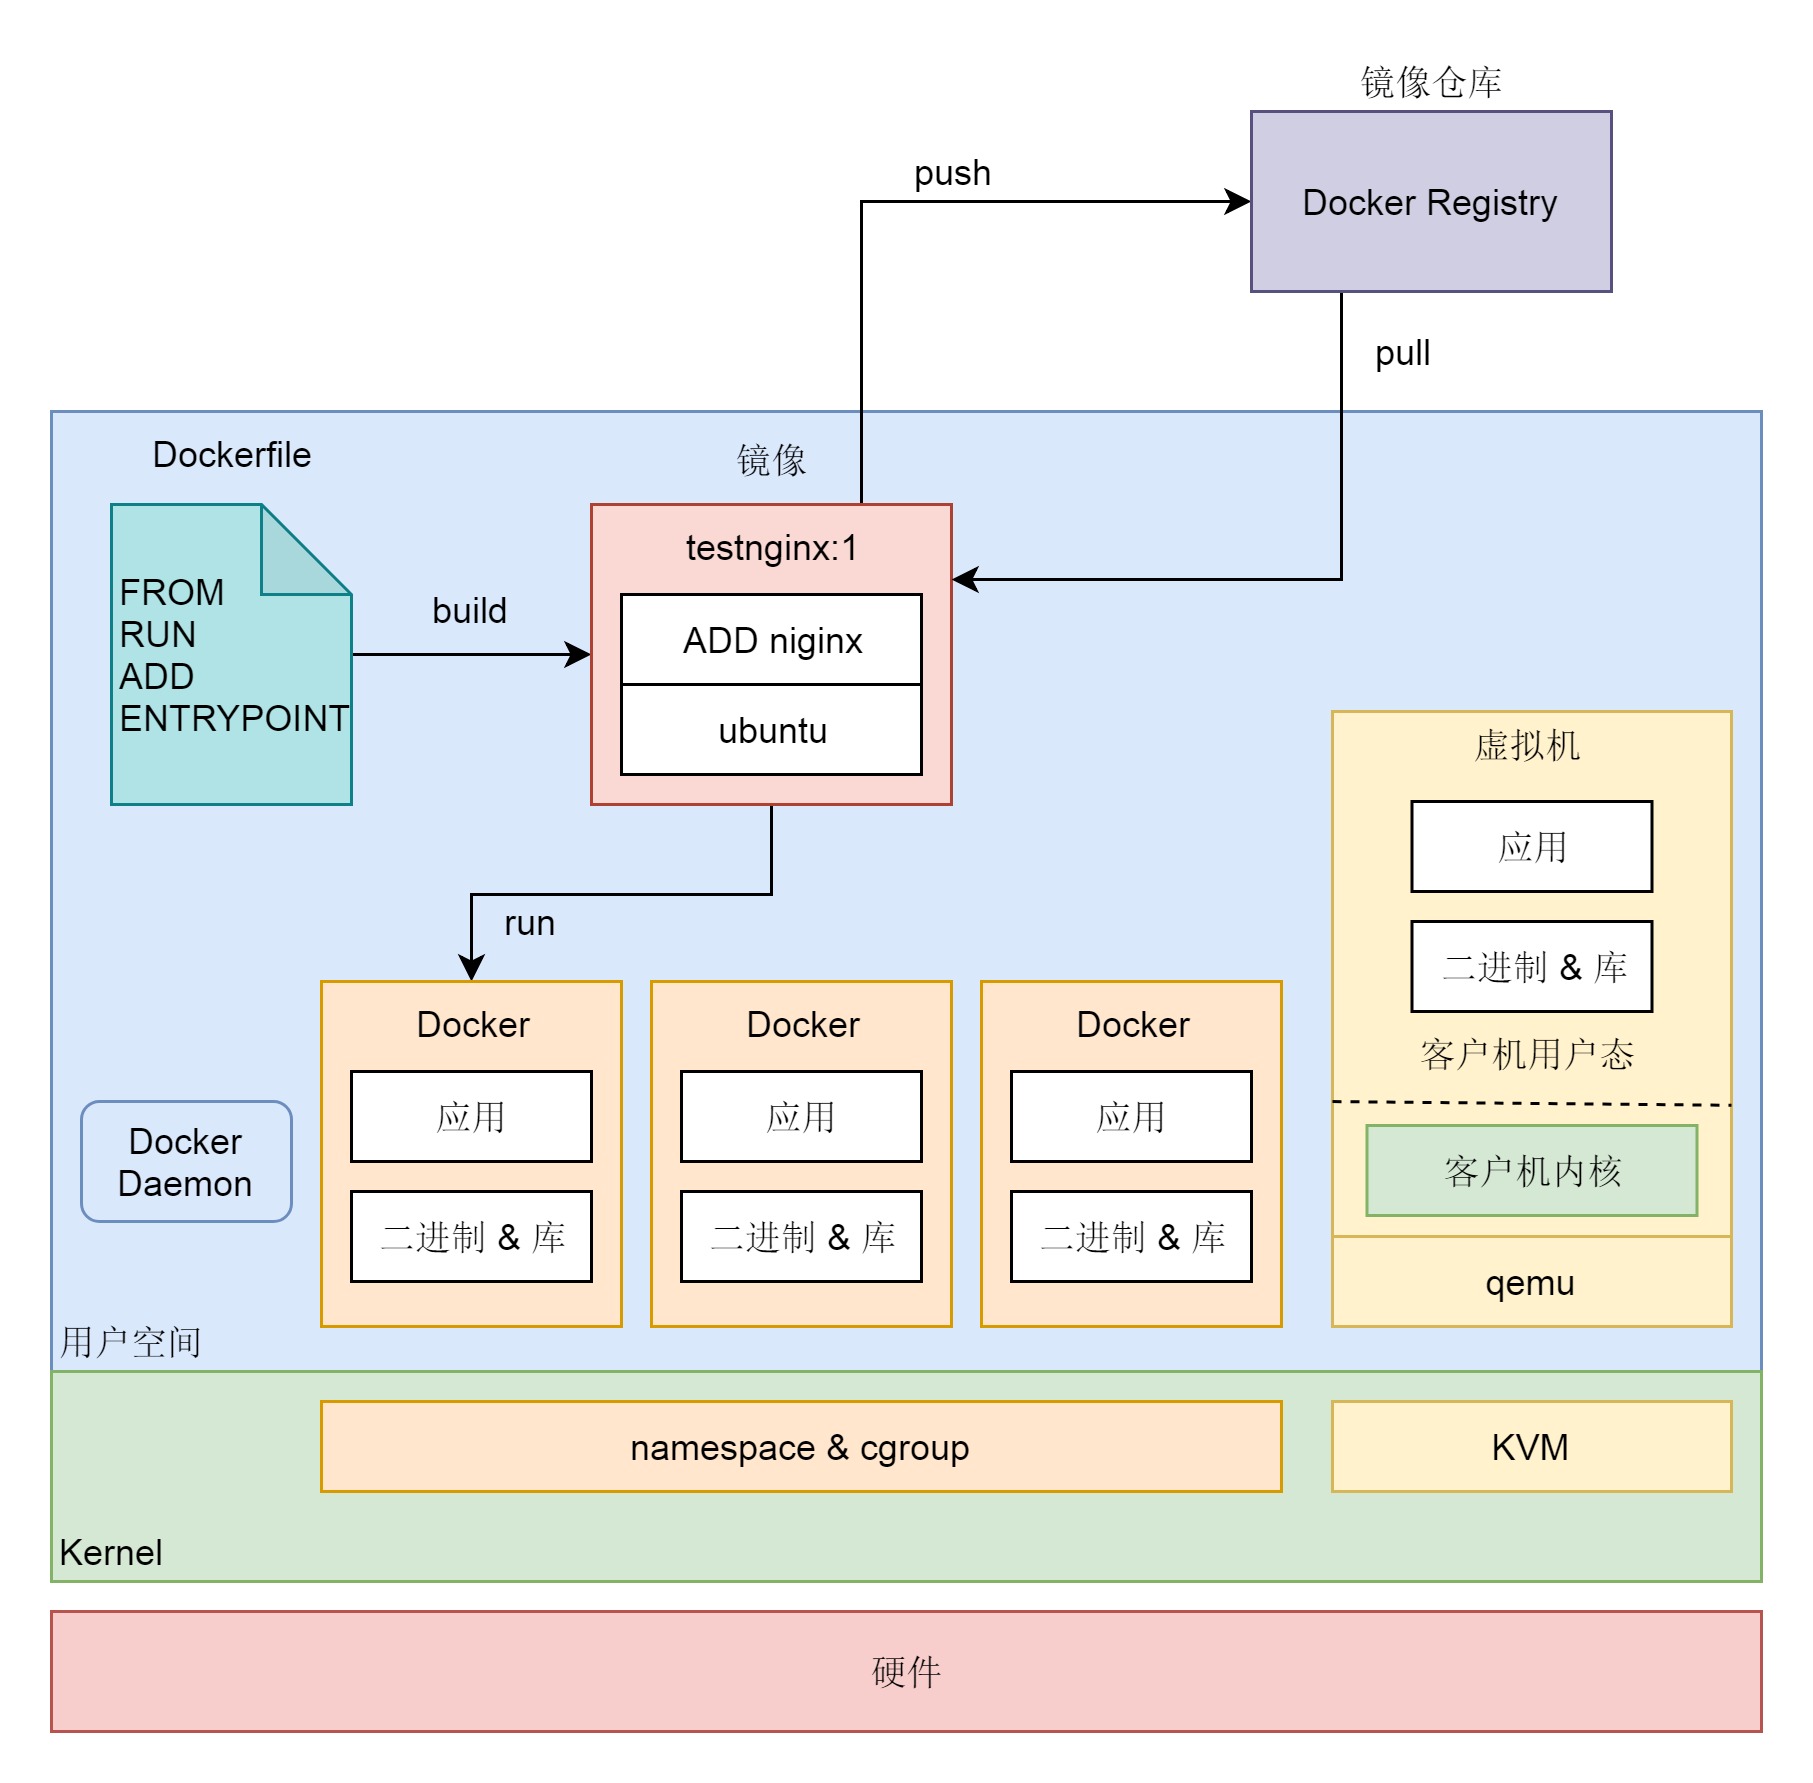 镜像仓库
push
Docker Registry
pull
Dockerfile
镜像
testnginx:1
FROM
RUN
ADD
ENTRYPOINT
build
ADD niginx
ubuntu
虚拟机
应用
二进制 & 库
客户机用户态
客户机内核
qemu
run
Docker
Docker
Docker
应用
应用
应用
二进制 & 库
二进制 & 库
二进制 & 库
Docker
Daemon
用户空间
namespace & cgroup
KVM
Kernel
硬件